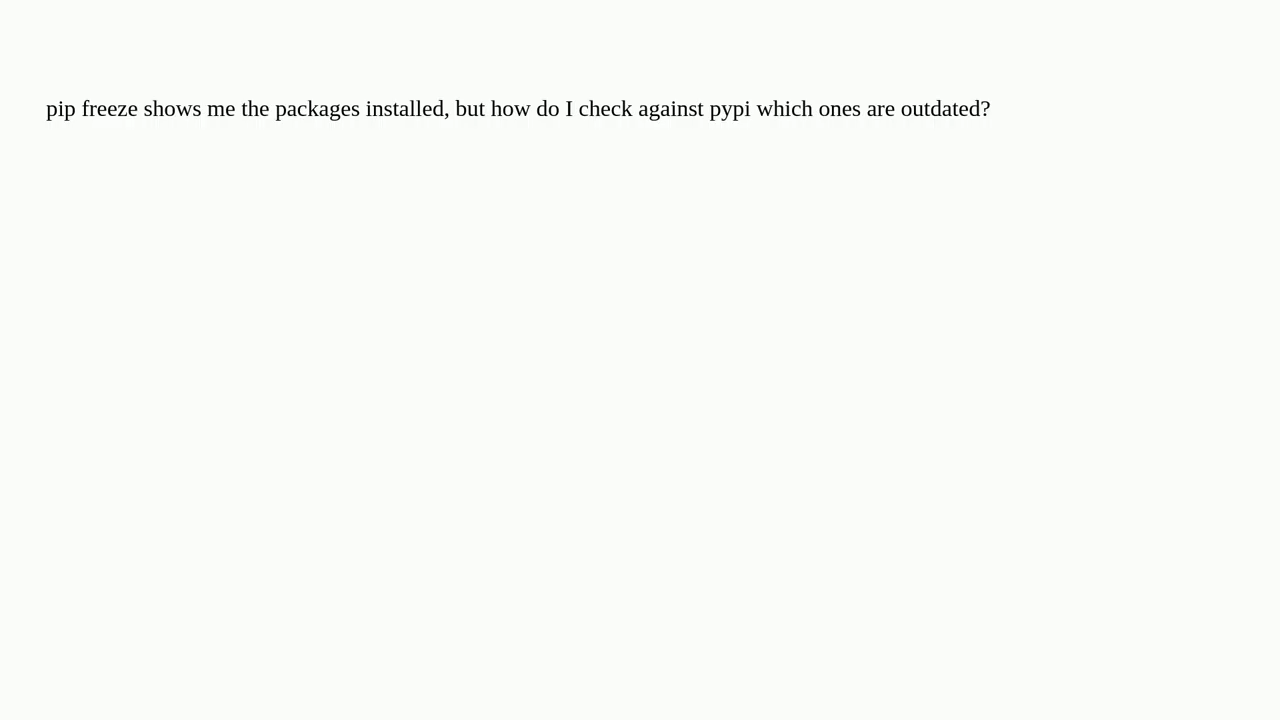 pip freeze shows me the packages installed, but how do I check against pypi which ones are outdated?